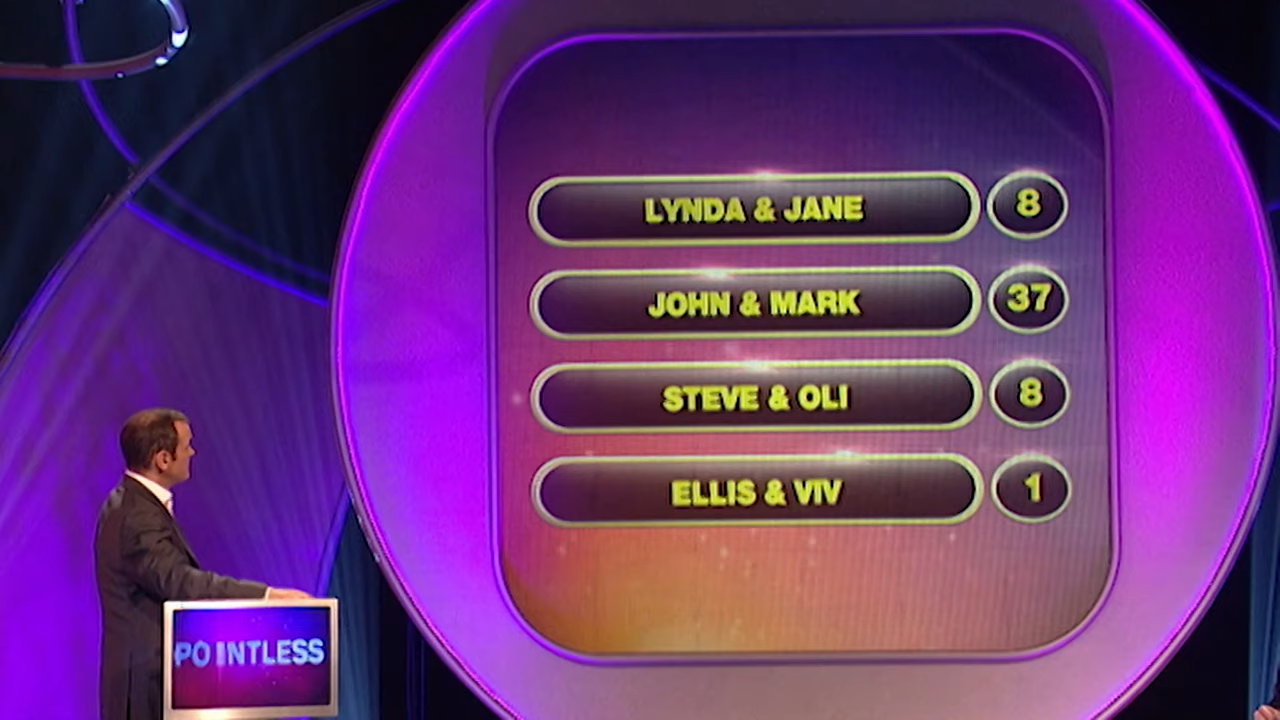 LYNDA & JANE 8
JOHN & MARK 37
STEVE & OLI 8
ELLIS & VIV 1
POINTLESS